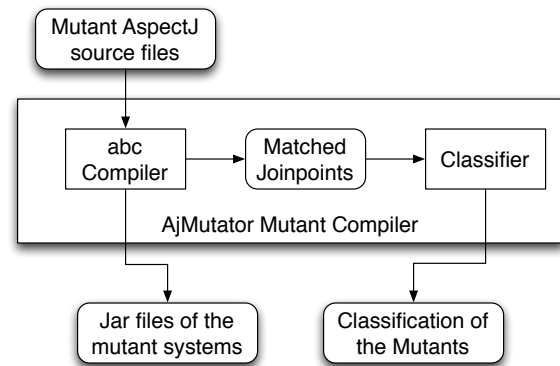 Mutant AspectJ
source files
abc
Compiler
Matched
Joinpoints
Classifier
AjMutator Mutant Compiler
Jar files of the
mutant systems
Classification of
the Mutants